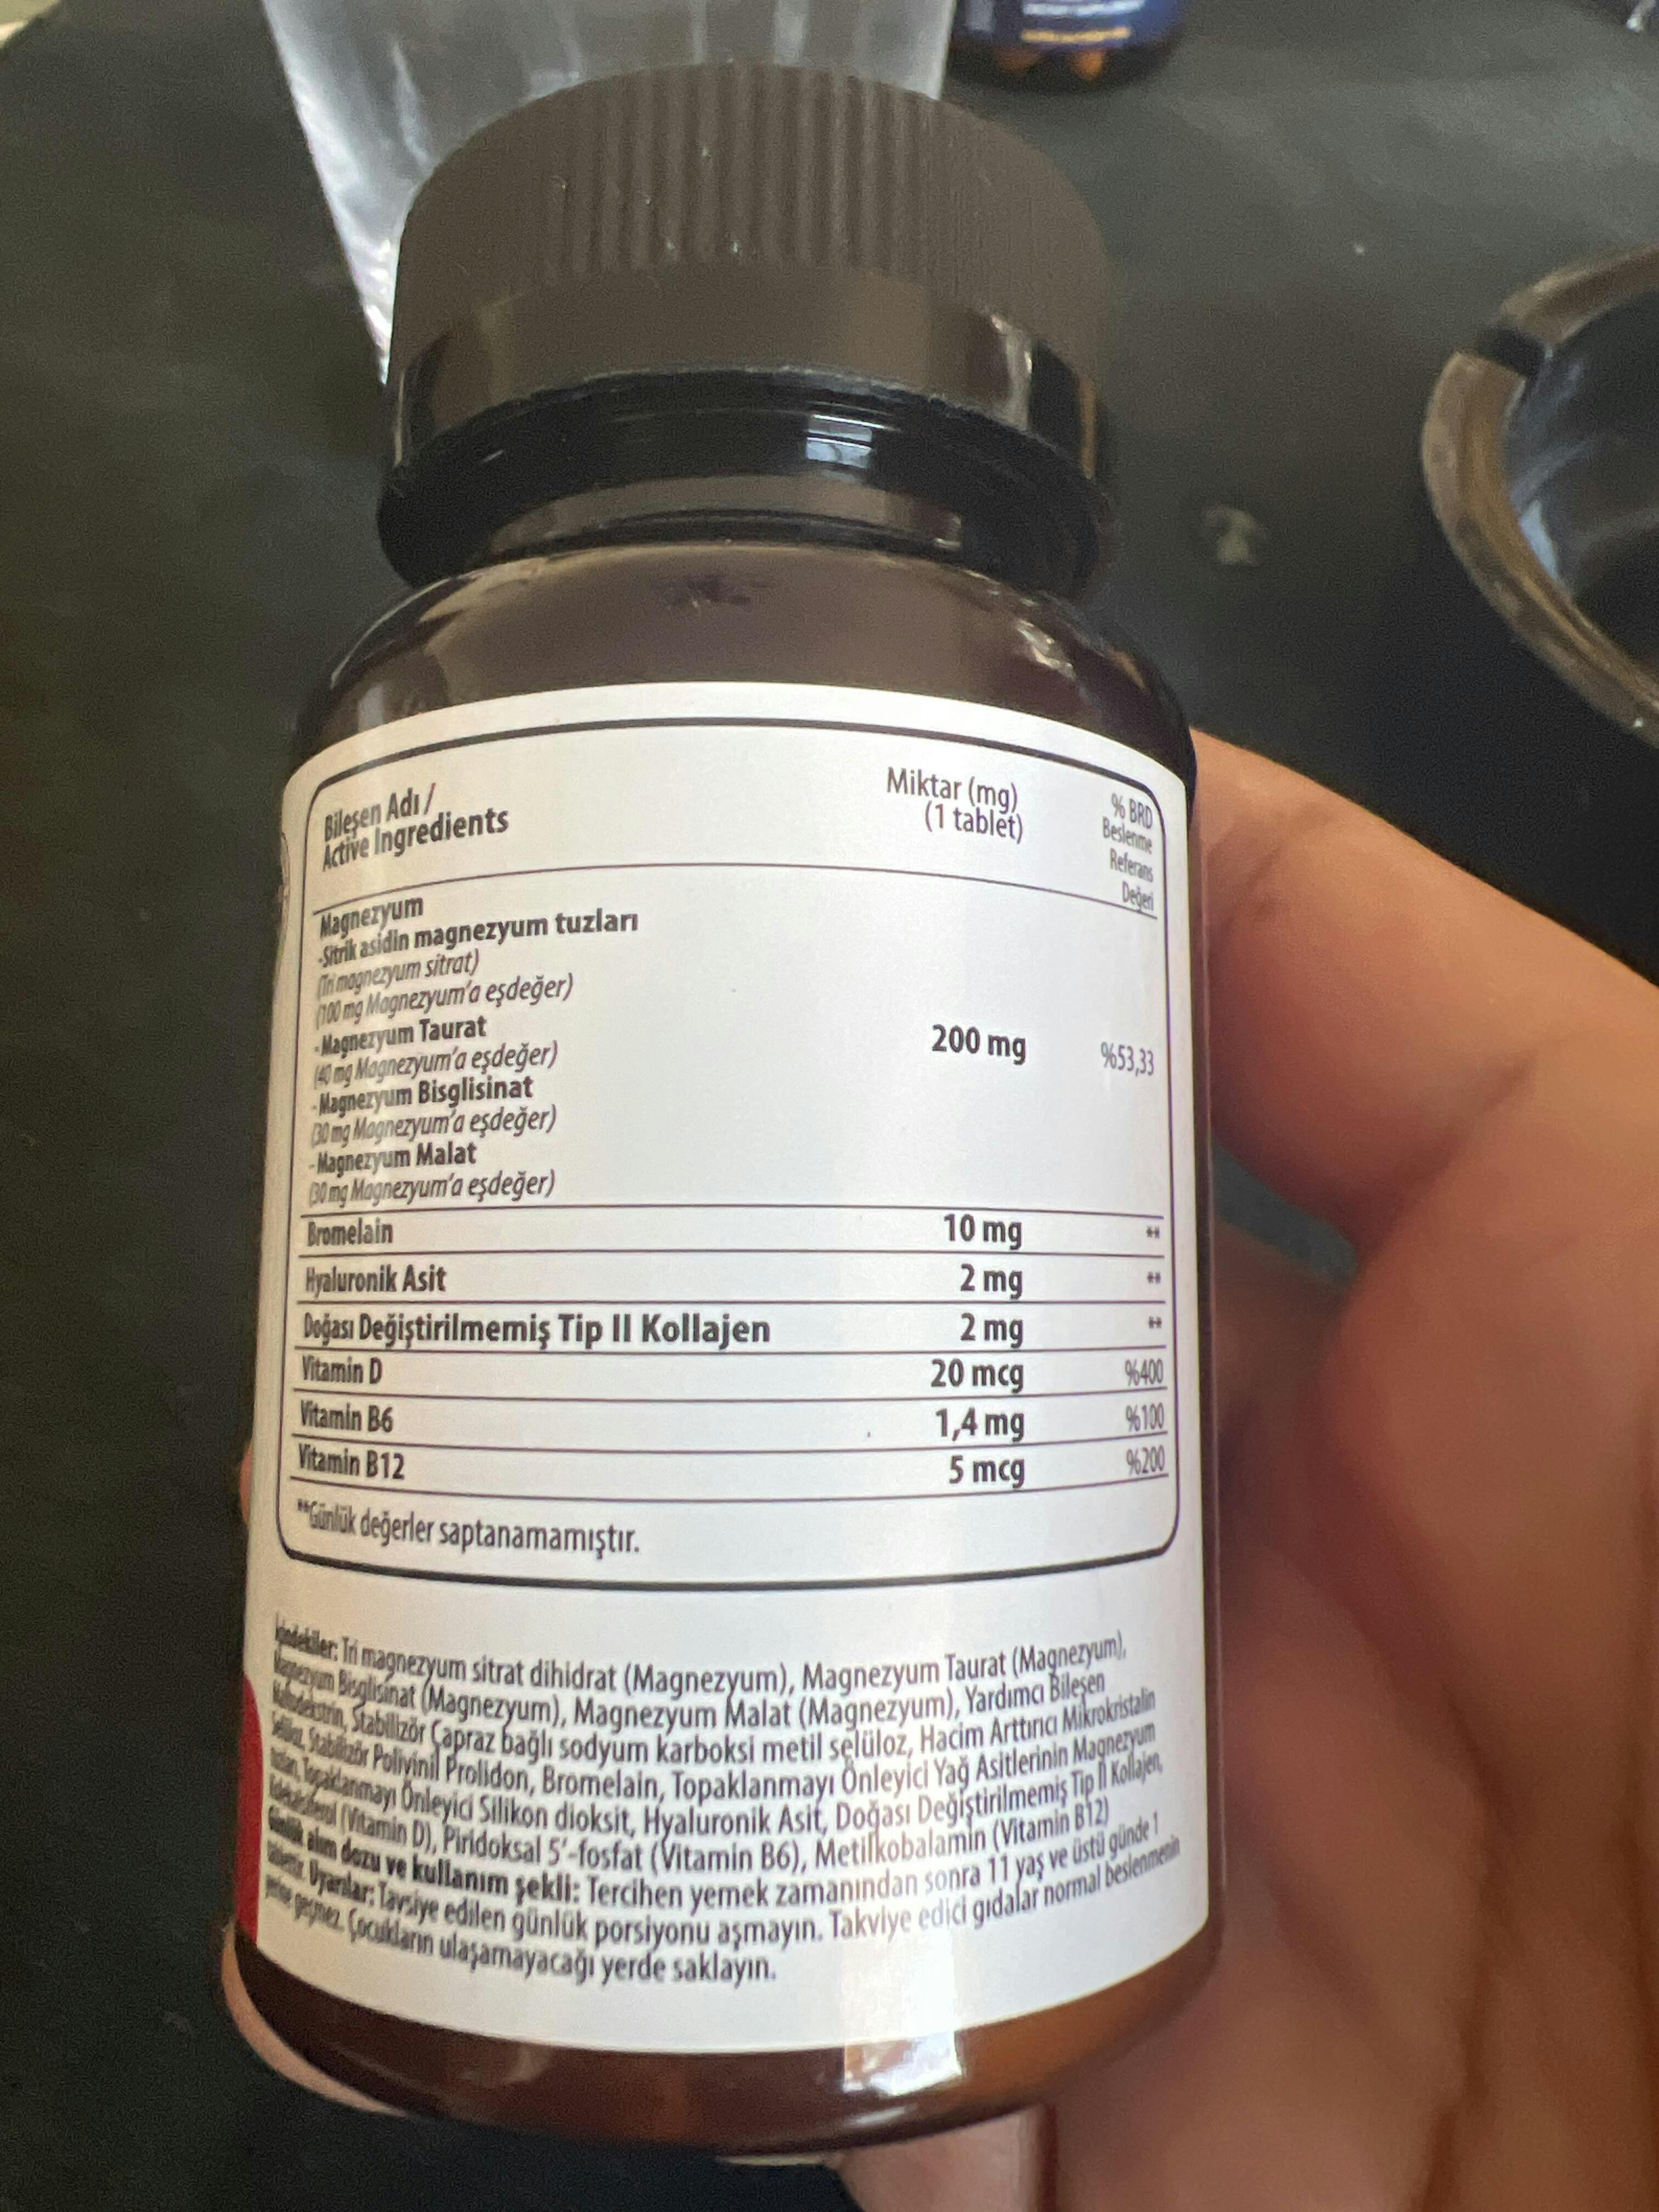 Bileşen Adı /
Active Ingredients
Miktar (mg)
(1 tablet)
% BRD
Beslenme
Referans
Değeri
Magnezyum
-Sitrik asidin magnezyum tuzları
(Tri magnezyum sitrat)
(100 mg Magnezyum'a eşdeğer)
-Magnezyum Taurat
(40 mg Magnezyum'a eşdeğer)
-Magnezyum Bisglisinat
(30 mg Magnezyum'a eşdeğer)
-Magnezyum Malat
(30 mg Magnezyum'a eşdeğer)
200 mg %53,33
Bromelain 10 mg **
Hyaluronik Asit 2 mg **
Doğası Değiştirilmemiş Tip II Kollajen 2 mg **
Vitamin D 20 mcg %400
Vitamin B6 1,4 mg %100
Vitamin B12 5 mcg %200
**Günlük değerler saptanamamıştır.
İçindekiler: Tri magnezyum sitrat dihidrat (Magnezyum), Magnezyum Taurat (Magnezyum),
Magnezyum Bisglisinat (Magnezyum), Magnezyum Malat (Magnezyum), Yardımcı Bileşen
Maltodekstrin, Stabilizör Çapraz bağlı sodyum karboksi metil selüloz, Hacim Arttırıcı Mikrokristalin
Selüloz, Stabilizör Polivinil Prolidon, Bromelain, Topaklanmayı Önleyici Yağ Asitlerinin Magnezyum
tuzları, Topaklanmayı Önleyici Silikon dioksit, Hyaluronik Asit, Doğası Değiştirilmemiş Tip II Kollajen,
Kolekalsiferol (Vitamin D), Piridoksal 5'-fosfat (Vitamin B6), Metilkobalamin (Vitamin B12)
Günlük alım dozu ve kullanım şekli: Tercihen yemek zamanından sonra 11 yaş ve üstü günde 1
tablettir. Uyarılar: Tavsiye edilen günlük porsiyonu aşmayın. Takviye edici gıdalar normal beslenmenin
yerine geçmez. Çocukların ulaşamayacağı yerde saklayın.